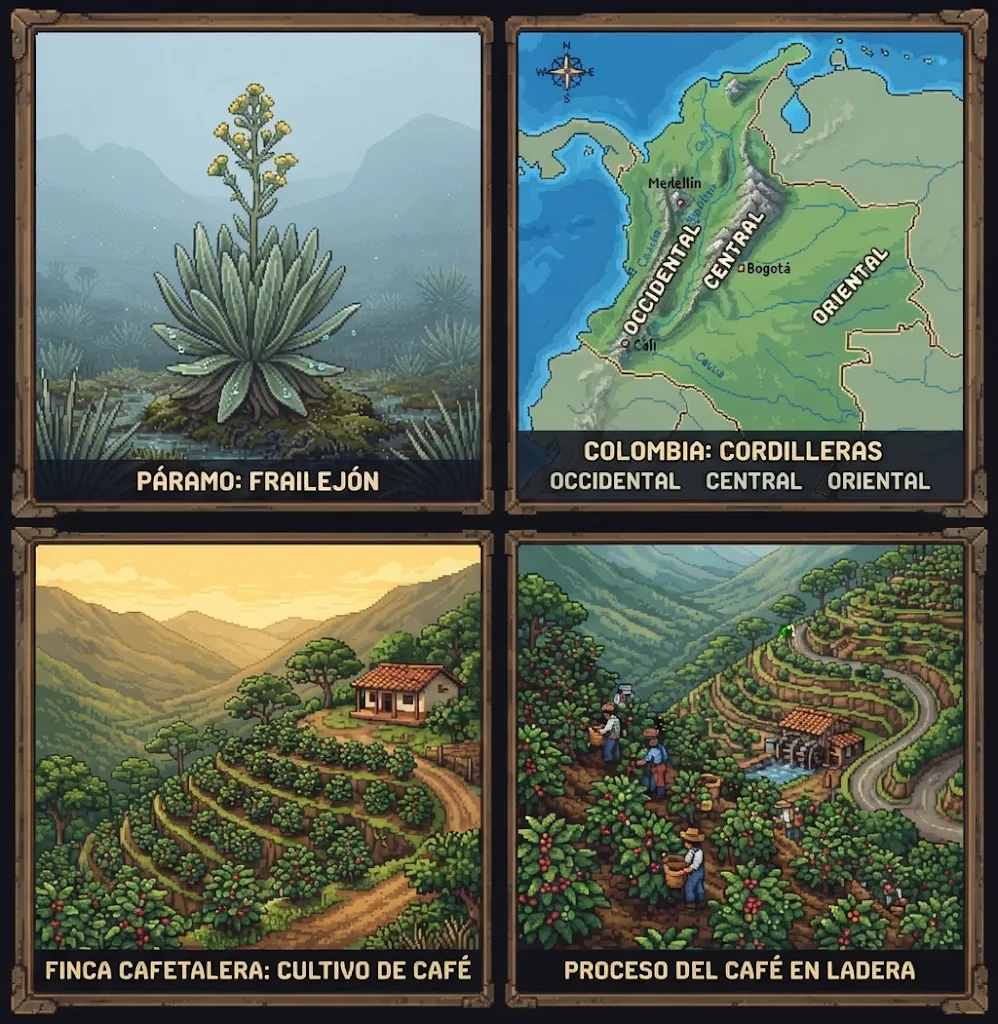 PÁRAMO: FRAILEJÓN
N
W E
S
Medellín
OCCIDENTAL
CENTRAL
Bogotá
ORIENTAL
Cali
COLOMBIA: CORDILLERAS
OCCIDENTAL CENTRAL ORIENTAL
FINCA CAFETALERA: CULTIVO DE CAFÉ
PROCESO DEL CAFÉ EN LADERA